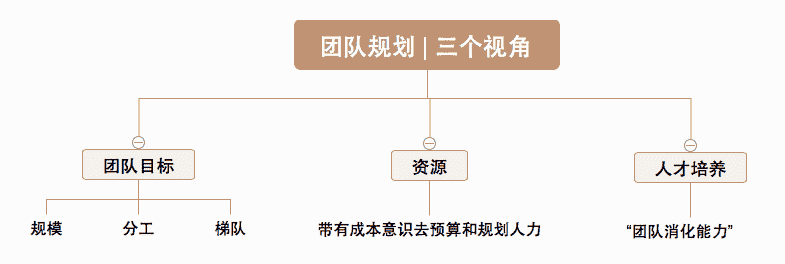 团队规划 | 三个视角
团队目标
资源
人才培养
规模
分工
梯队
带有成本意识去预算和规划人力
“团队消化能力”